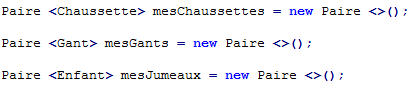 Paire <Chaussette> mesChaussettes = new Paire <>();
Paire <Gant> mesGants = new Paire <>();
Paire <Enfant> mesJumeaux = new Paire <>();